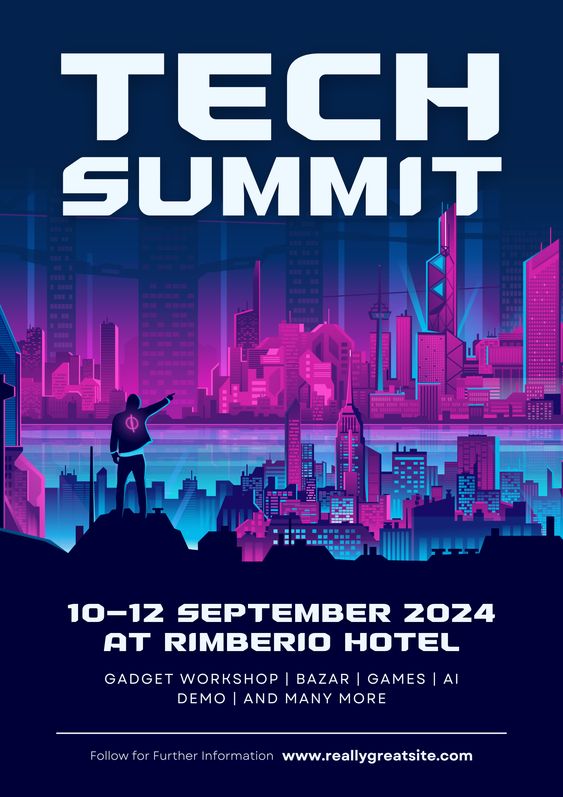 TECH
SUMMIT
10–12 SEPTEMBER 2024
AT RIMBERIO HOTEL
GADGET WORKSHOP | BAZAR | GAMES | AI
DEMO | AND MANY MORE
Follow for Further Information www.reallygreatsite.com